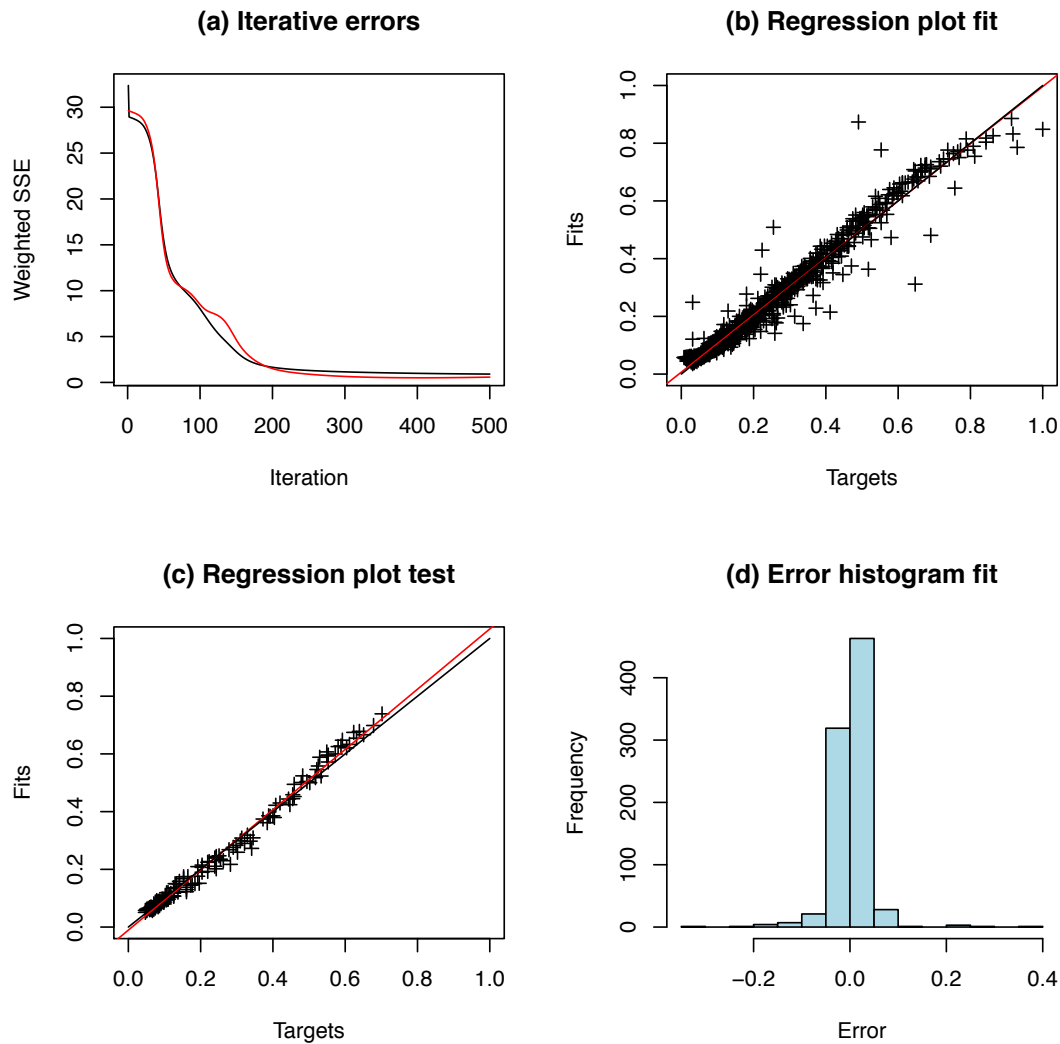 (a) Iterative errors
Weighted SSE
0 5 10 15 20 25 30
0 100 200 300 400 500
Iteration
(b) Regression plot fit
Fits
0.0 0.2 0.4 0.6 0.8 1.0
0.0 0.2 0.4 0.6 0.8 1.0
Targets
(c) Regression plot test
Fits
0.0 0.2 0.4 0.6 0.8 1.0
0.0 0.2 0.4 0.6 0.8 1.0
Targets
(d) Error histogram fit
Frequency
0 100 200 300 400
−0.2 0.0 0.2 0.4
Error